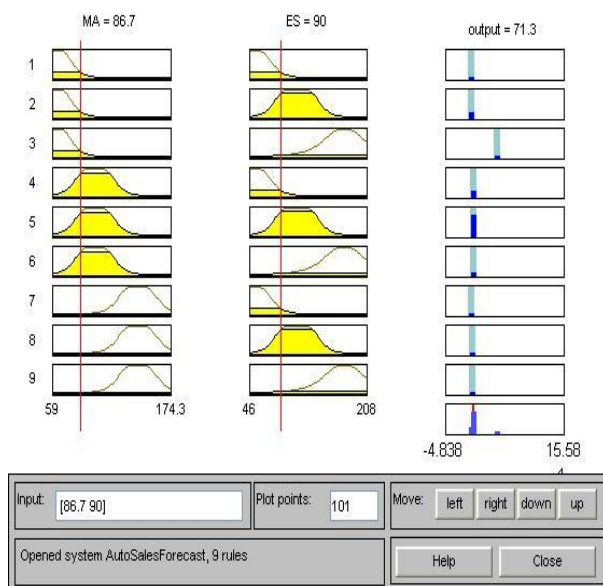 MA = 86.7 ES = 90 output = 71.3
1
2
3
4
5
6
7
8
9
59 174.3 46 208
-4.838 15.58
4
Input: [86.7 90] Plot points: 101 Move: left right down up
Opened system AutoSalesForecast, 9 rules Help Close